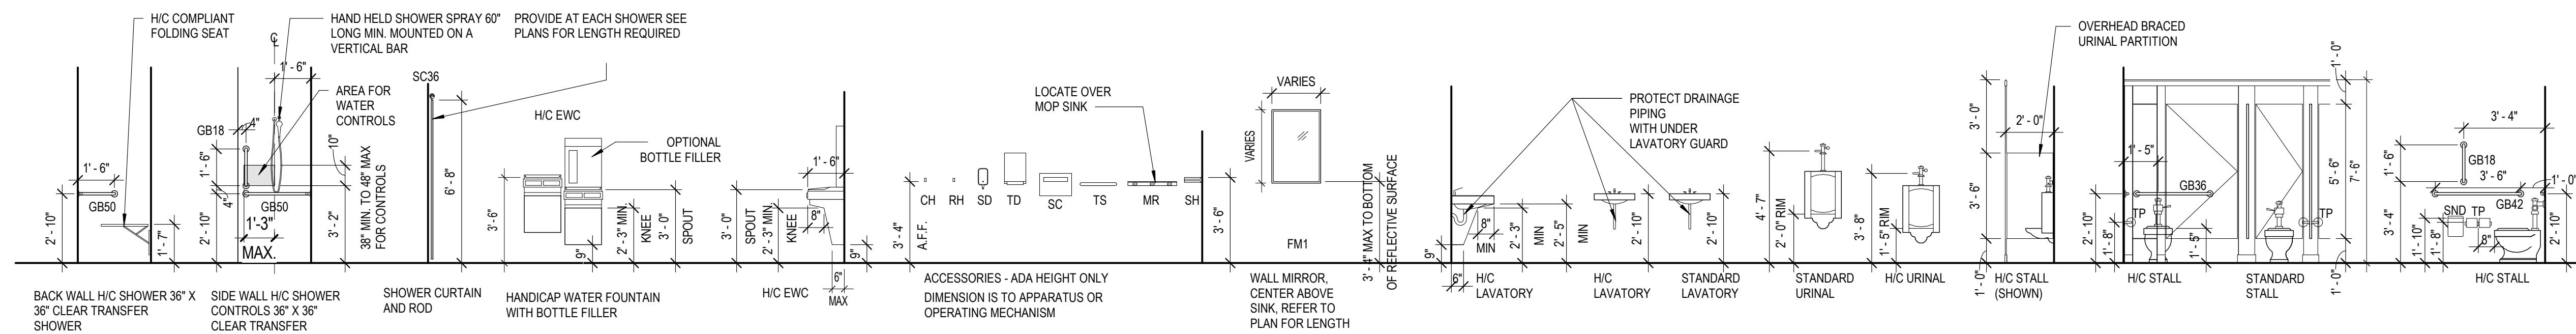 H/C COMPLIANT
FOLDING SEAT
1' - 6"
GB50
2' - 10"
1' - 7"
BACK WALL H/C SHOWER 36" X
36" CLEAR TRANSFER
SHOWER
HAND HELD SHOWER SPRAY 60"
LONG MIN. MOUNTED ON A
VERTICAL BAR
CL
1' - 6"
AREA FOR
WATER
CONTROLS
GB18
4"
1' - 6"
10"
4"
GB50
2' - 10"
1'-3"
MAX.
3' - 2"
38" MIN. TO 48" MAX
FOR CONTROLS
SIDE WALL H/C SHOWER
CONTROLS 36" X 36"
CLEAR TRANSFER
PROVIDE AT EACH SHOWER SEE
PLANS FOR LENGTH REQUIRED
SC36
6' - 8"
SHOWER CURTAIN
AND ROD
H/C EWC
OPTIONAL
BOTTLE FILLER
3' - 6"
9"
2' - 3" MIN.
KNEE
3' - 0"
SPOUT
HANDICAP WATER FOUNTAIN
WITH BOTTLE FILLER
1' - 6"
3' - 0"
SPOUT
2' - 3" MIN.
KNEE
8"
9"
6"
MAX
H/C EWC
LOCATE OVER
MOP SINK
3' - 4"
A.F.F.
CH
RH
SD
TD
SC
TS
MR
SH
3' - 6"
ACCESSORIES - ADA HEIGHT ONLY
DIMENSION IS TO APPARATUS OR
OPERATING MECHANISM
VARIES
VARIES
FM1
3' - 4" MAX TO BOTTOM
OF REFLECTIVE SURFACE
WALL MIRROR,
CENTER ABOVE
SINK, REFER TO
PLAN FOR LENGTH
PROTECT DRAINAGE
PIPING
WITH UNDER
LAVATORY GUARD
9"
6"
8"
MIN
2' - 3"
MIN
2' - 5"
MIN
H/C
LAVATORY
2' - 10"
H/C
LAVATORY
2' - 10"
STANDARD
LAVATORY
4' - 7"
2' - 0" RIM
STANDARD
URINAL
3' - 8"
1' - 5" RIM
H/C URINAL
OVERHEAD BRACED
URINAL PARTITION
3' - 0"
2' - 0"
3' - 6"
1' - 0"
H/C STALL
(SHOWN)
1' - 5"
GB36
TP
2' - 10"
1' - 8"
1' - 5"
H/C STALL
TP
STANDARD
STALL
1' - 0"
5' - 6"
7' - 6"
1' - 0"
3' - 4"
1' - 6"
GB18
3' - 6"
1' - 0"
GB42
SND
TP
3' - 4"
1' - 10"
1' - 8"
8"
2' - 10"
H/C STALL